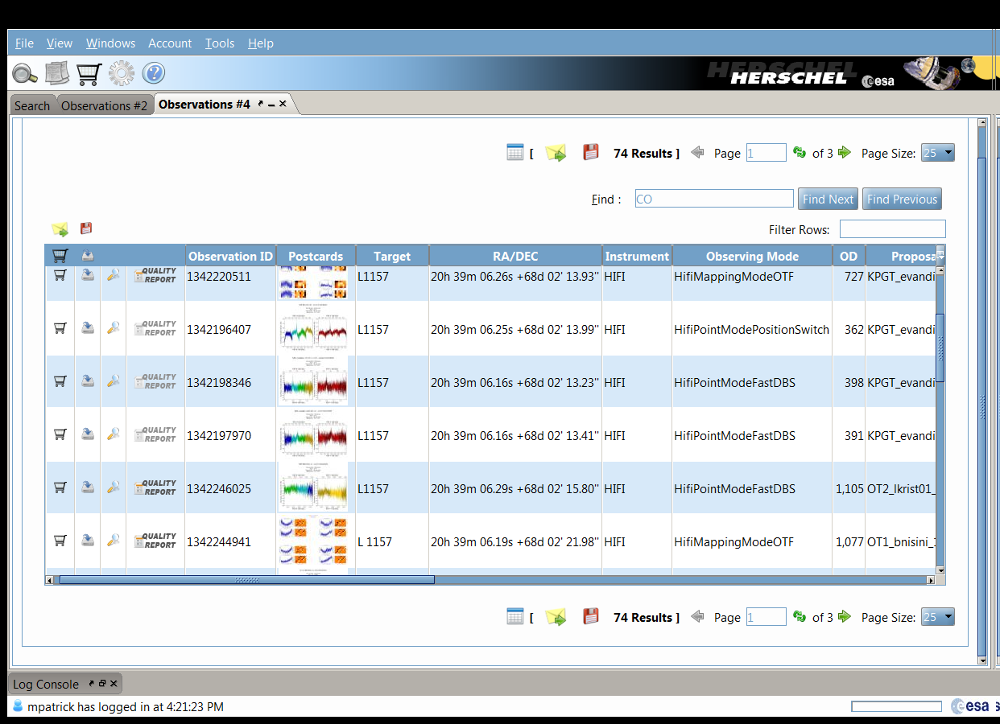 File View Windows Account Tools Help
HERSCHEL
HERSCHEL esa
Search Observations #2 Observations #4
[ 74 Results ] Page 1 of 3 Page Size: 25
Find : CO Find Next Find Previous
Filter Rows:
Observation ID Postcards Target RA/DEC Instrument Observing Mode OD Proposa
QUALITY REPORT 1342220511 L1157 20h 39m 06.26s +68d 02' 13.93'' HIFI HifiMappingModeOTF 727 KPGT_evandi
QUALITY REPORT 1342196407 L1157 20h 39m 06.25s +68d 02' 13.99'' HIFI HifiPointModePositionSwitch 362 KPGT_evandi
QUALITY REPORT 1342198346 L1157 20h 39m 06.16s +68d 02' 13.23'' HIFI HifiPointModeFastDBS 398 KPGT_evandi
QUALITY REPORT 1342197970 L1157 20h 39m 06.16s +68d 02' 13.41'' HIFI HifiPointModeFastDBS 391 KPGT_evandi
QUALITY REPORT 1342246025 L1157 20h 39m 06.29s +68d 02' 15.80'' HIFI HifiPointModeFastDBS 1,105 OT2_lkrist01_
QUALITY REPORT 1342244941 L 1157 20h 39m 06.19s +68d 02' 21.98'' HIFI HifiMappingModeOTF 1,077 OT1_bnisini_
[ 74 Results ] Page 1 of 3 Page Size: 25
Log Console
mpatrick has logged in at 4:21:23 PM esa s